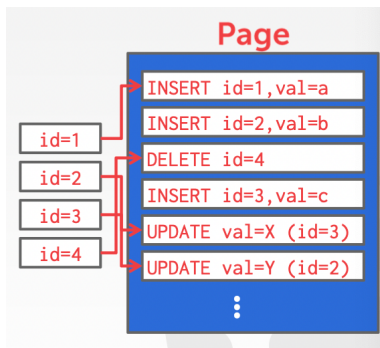 Page
INSERT id=1,val=a
INSERT id=2,val=b
DELETE id=4
INSERT id=3,val=c
UPDATE val=X (id=3)
UPDATE val=Y (id=2)
id=1
id=2
id=3
id=4